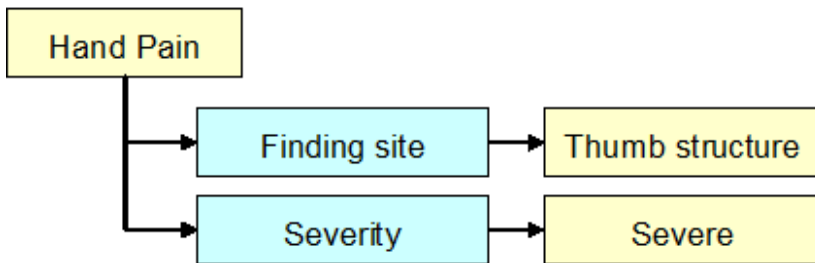 Hand Pain
Finding site
Thumb structure
Severity
Severe